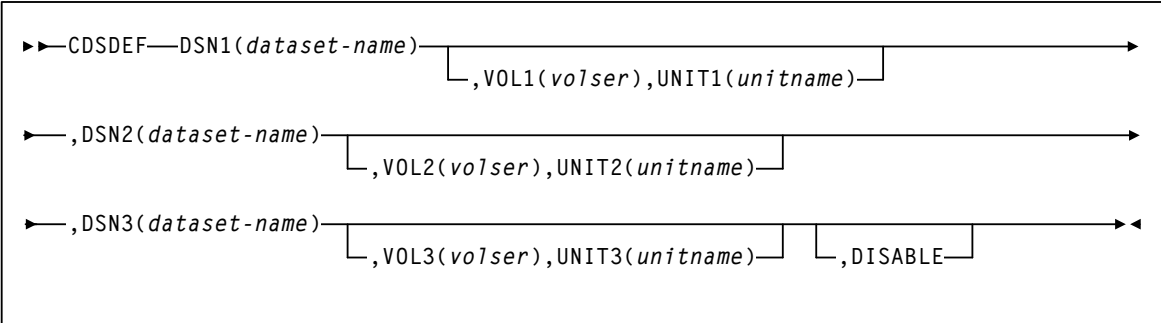 CDSDEF DSN1(dataset-name)
,VOL1(volser),UNIT1(unitname)
,DSN2(dataset-name)
,VOL2(volser),UNIT2(unitname)
,DSN3(dataset-name)
,VOL3(volser),UNIT3(unitname) ,DISABLE